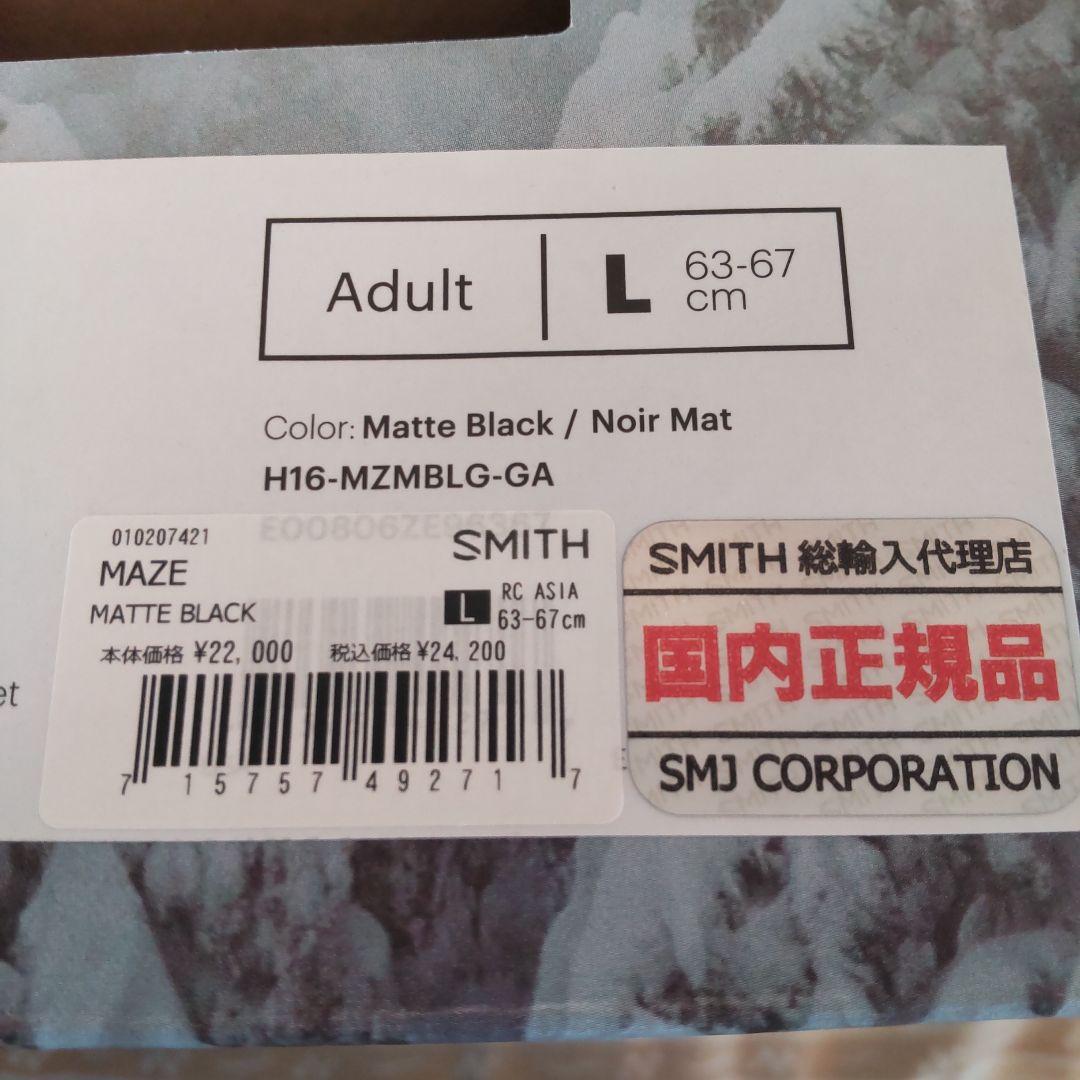 Adult
L
63-67
cm
Color: Matte Black / Noir Mat
H16-MZMBLG-GA
010207421
SMITH
MAZE
RC ASIA
MATTE BLACK
L
63-67cm
本体価格 ¥22,000 税込価格 ¥24,200
7 15757 49271 7
et
SMITH 総輸入代理店
国内正規品
SMJ CORPORATION